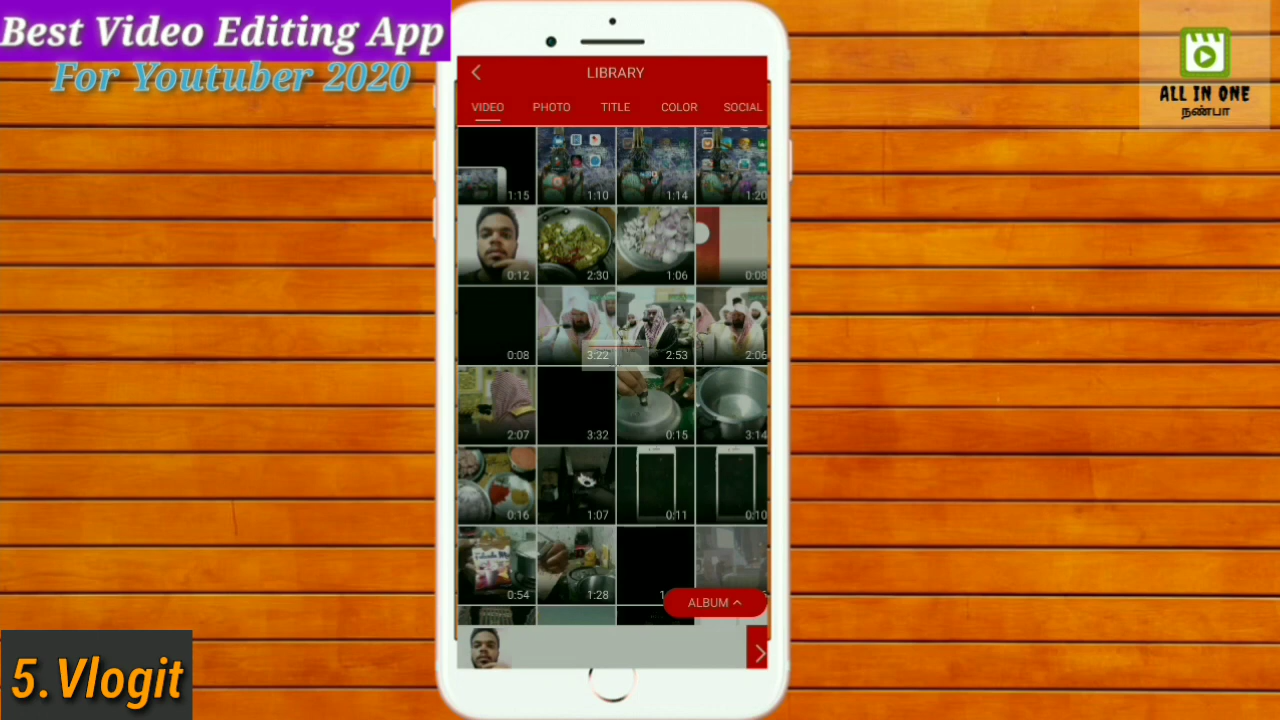 Best Video Editing App
For Youtuber 2020
ALL IN ONE
நண்பா
LIBRARY
VIDEO PHOTO TITLE COLOR SOCIAL
1:15 1:10 1:14 1:20
0:12 2:30 1:06 0:08
0:08 3:22 2:53 2:06
2:07 3:32 0:15 3:14
0:16 1:07 0:11 0:10
0:54 1:28
ALBUM
5.Vlogit